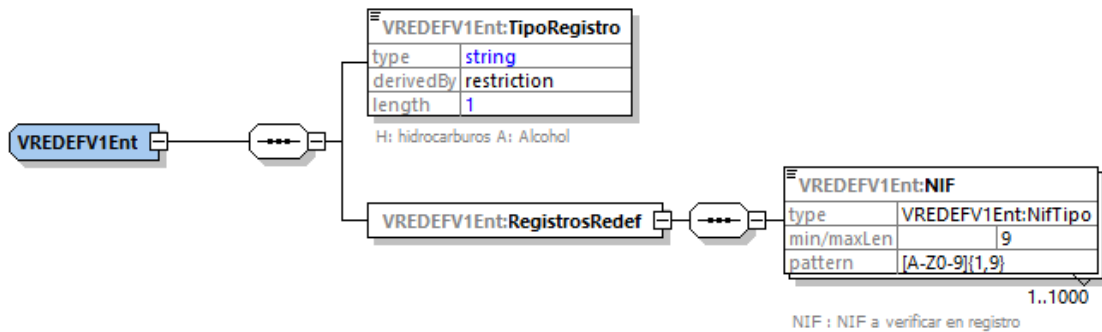 VREDEFV1Ent:TipoRegistro
type string
derivedBy restriction
length 1
H: hidrocarburos A: Alcohol
VREDEFV1Ent
VREDEFV1Ent:RegistrosRedef
VREDEFV1Ent:NIF
type VREDEFV1Ent:NifTipo
min/maxLen 9
pattern [A-Z0-9]{1,9}
1..1000
NIF : NIF a verificar en registro